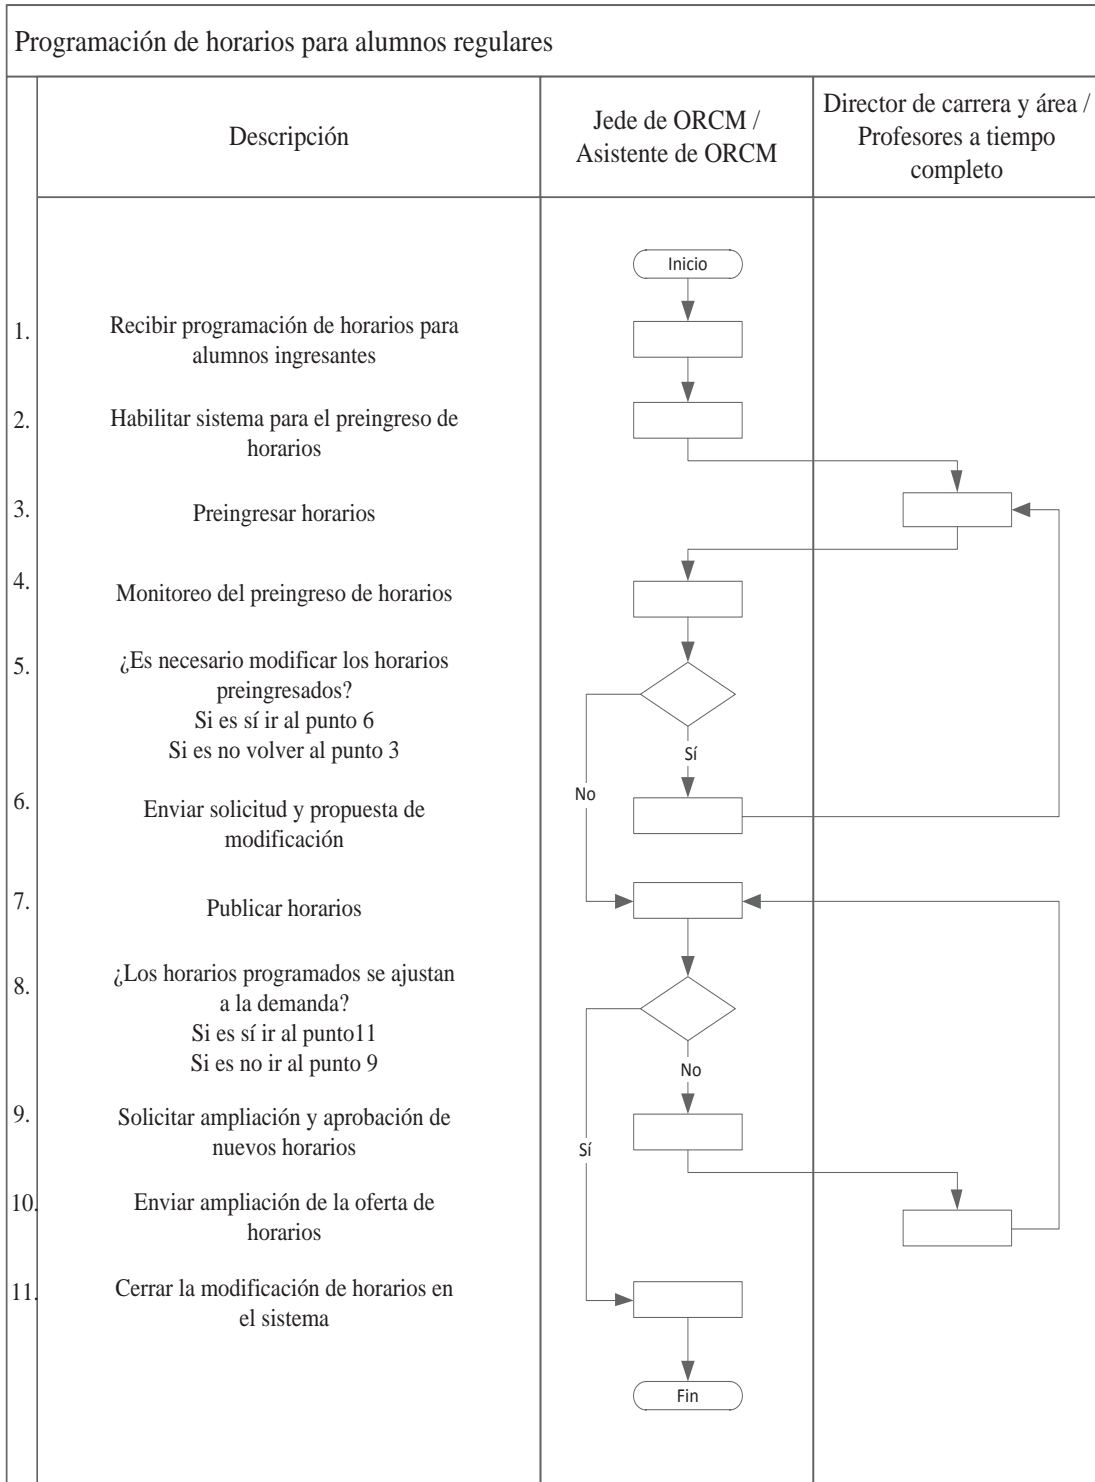 Programación de horarios para alumnos regulares
Descripción
Jede de ORCM /
Asistente de ORCM
Director de carrera y área /
Profesores a tiempo
completo
Inicio
1.
Recibir programación de horarios para
alumnos ingresantes
2.
Habilitar sistema para el preingreso de
horarios
3.
Preingresar horarios
4.
Monitoreo del preingreso de horarios
5.
¿Es necesario modificar los horarios
preingresados?
Si es sí ir al punto 6
Si es no volver al punto 3
Sí
No
6.
Enviar solicitud y propuesta de
modificación
7.
Publicar horarios
8.
¿Los horarios programados se ajustan
a la demanda?
Si es sí ir al punto11
Si es no ir al punto 9
No
Sí
9.
Solicitar ampliación y aprobación de
nuevos horarios
10.
Enviar ampliación de la oferta de
horarios
11.
Cerrar la modificación de horarios en
el sistema
Fin